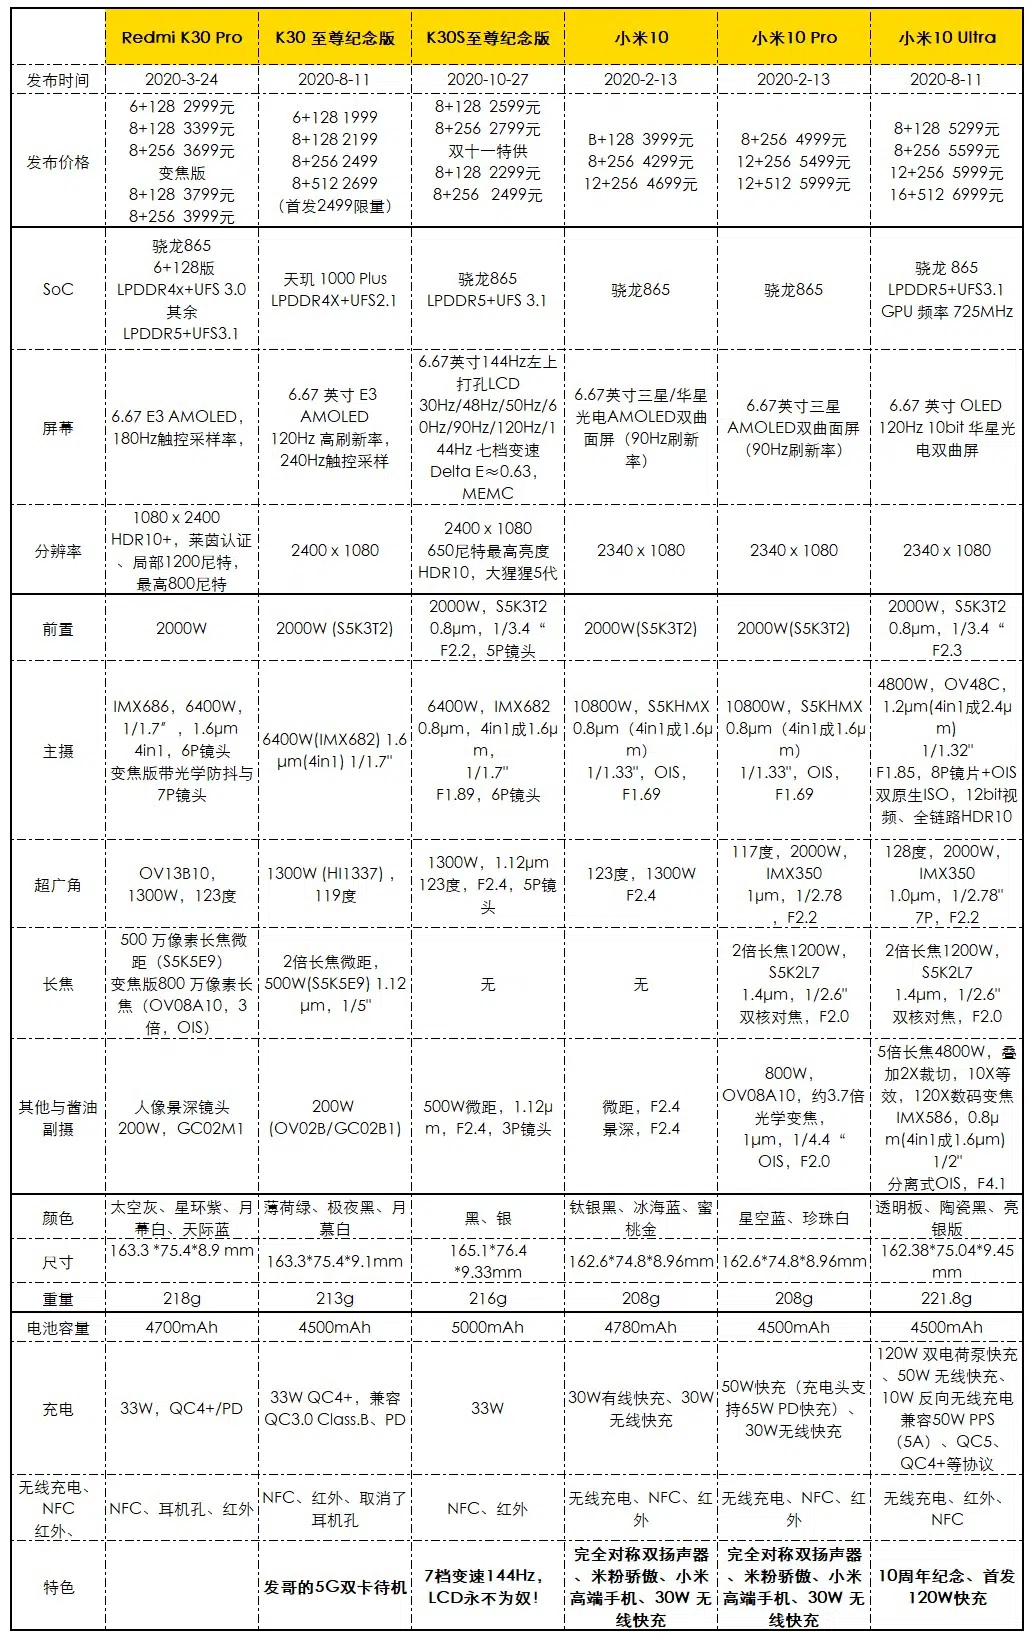 Redmi K30 Pro
K30 至尊纪念版
K30S至尊纪念版
小米10
小米10 Pro
小米10 Ultra
发布时间
2020-3-24
2020-8-11
2020-10-27
2020-2-13
2020-2-13
2020-8-11
发布价格
6+128 2999元
8+128 3399元
8+256 3699元
变焦版
8+128 3799元
8+256 3999元
6+128 1999
8+128 2199
8+256 2499
8+512 2699
（首发2499限量）
8+128 2599元
8+256 2799元
双十一特供
8+128 2299元
8+256 2499元
B+128 3999元
8+256 4299元
12+256 4699元
8+256 4999元
12+256 5499元
12+512 5999元
8+128 5299元
8+256 5599元
12+256 5999元
16+512 6999元
SoC
骁龙865
6+128版
LPDDR4x+UFS 3.0
其余
LPDDR5+UFS3.1
天玑 1000 Plus
LPDDR4X+UFS2.1
骁龙865
LPDDR5+UFS 3.1
骁龙865
骁龙865
骁龙 865
LPDDR5+UFS3.1
GPU 频率 725MHz
屏幕
6.67 E3 AMOLED，
180Hz触控采样率，
6.67 英寸 E3
AMOLED
120Hz 高刷新率，
240Hz触控采样
6.67英寸144Hz左上
打孔LCD
30Hz/48Hz/50Hz/6
0Hz/90Hz/120Hz/1
44Hz 七档变速
Delta E≈0.63，
MEMC
6.67英寸三星/华星
光电AMOLED双曲
面屏（90Hz刷新
率）
6.67英寸三星
AMOLED双曲面屏
（90Hz刷新率）
6.67 英寸 OLED
120Hz 10bit 华星光
电双曲屏
分辨率
1080 x 2400
HDR10+，莱茵认证
、局部1200尼特，
最高800尼特
2400 x 1080
2400 x 1080
650尼特最高亮度
HDR10，大猩猩5代
2340 x 1080
2340 x 1080
2340 x 1080
前置
2000W
2000W (S5K3T2)
2000W，S5K3T2
0.8μm，1/3.4“
F2.2，5P镜头
2000W(S5K3T2)
2000W(S5K3T2)
2000W，S5K3T2
0.8μm，1/3.4“
F2.3
主摄
IMX686，6400W，
1/1.7″，1.6μm
4in1，6P镜头
变焦版带光学防抖与
7P镜头
6400W(IMX682) 1.6
μm(4in1) 1/1.7"
6400W，IMX682
0.8μm，4in1成1.6μ
m，
1/1.7"
F1.89，6P镜头
10800W，S5KHMX
0.8μm（4in1成1.6μ
m）
1/1.33"，OIS，
F1.69
10800W，S5KHMX
0.8μm（4in1成1.6μ
m）
1/1.33"，OIS，
F1.69
4800W，OV48C，
1.2μm(4in1成2.4μ
m)
1/1.32"
F1.85，8P镜片+OIS
双原生ISO，12bit视
频、全链路HDR10
超广角
OV13B10，
1300W，123度
1300W (HI1337) ，
119度
1300W，1.12μm
123度，F2.4，5P镜
头
123度，1300W
F2.4
117度，2000W，
IMX350
1μm，1/2.78
，F2.2
128度，2000W，
IMX350
1.0μm，1/2.78"
7P，F2.2
长焦
500 万像素长焦微
距（S5K5E9）
变焦版800 万像素长
焦（OV08A10，3
倍，OIS）
2倍长焦微距，
500W(S5K5E9) 1.12
μm，1/5"
无
无
2倍长焦1200W，
S5K2L7
1.4μm，1/2.6"
双核对焦，F2.0
2倍长焦1200W，
S5K2L7
1.4μm，1/2.6"
双核对焦，F2.0
其他与酱油
副摄
人像景深镜头
200W，GC02M1
200W
(OV02B/GC02B1)
500W微距，1.12μ
m，F2.4，3P镜头
微距，F2.4
景深，F2.4
800W，
OV08A10，约3.7倍
光学变焦，
1μm，1/4.4“
OIS，F2.0
5倍长焦4800W，叠
加2X裁切，10X等
效，120X数码变焦
IMX586，0.8μ
m(4in1成1.6μm)
1/2"
分离式OIS，F4.1
颜色
太空灰、星环紫、月
幕白、天际蓝
薄荷绿、极夜黑、月
慕白
黑、银
钛银黑、冰海蓝、蜜
桃金
星空蓝、珍珠白
透明板、陶瓷黑、亮
银版
尺寸
163.3 *75.4*8.9 mm
163.3*75.4*9.1mm
165.1*76.4
*9.33mm
162.6*74.8*8.96mm
162.6*74.8*8.96mm
162.38*75.04*9.45
mm
重量
218g
213g
216g
208g
208g
221.8g
电池容量
4700mAh
4500mAh
5000mAh
4780mAh
4500mAh
4500mAh
充电
33W，QC4+/PD
33W QC4+，兼容
QC3.0 Class.B、PD
33W
30W有线快充、30W
无线快充
50W快充（充电头支
持65W PD快充）、
30W无线快充
120W 双电荷泵快充
、50W 无线快充、
10W 反向无线充电
兼容50W PPS
（5A）、QC5、
QC4+等协议
无线充电、
NFC
红外、
NFC、耳机孔、红外
NFC、红外、取消了
耳机孔
NFC、红外
无线充电、NFC、红
外
无线充电、NFC、红
外
无线充电、红外、
NFC
特色
发哥的5G双卡待机
7档变速144Hz，
LCD永不为奴！
完全对称双扬声器
、米粉骄傲、小米
高端手机、30W 无
线快充
完全对称双扬声器
、米粉骄傲、小米
高端手机、30W 无
线快充
10周年纪念、首发
120W快充